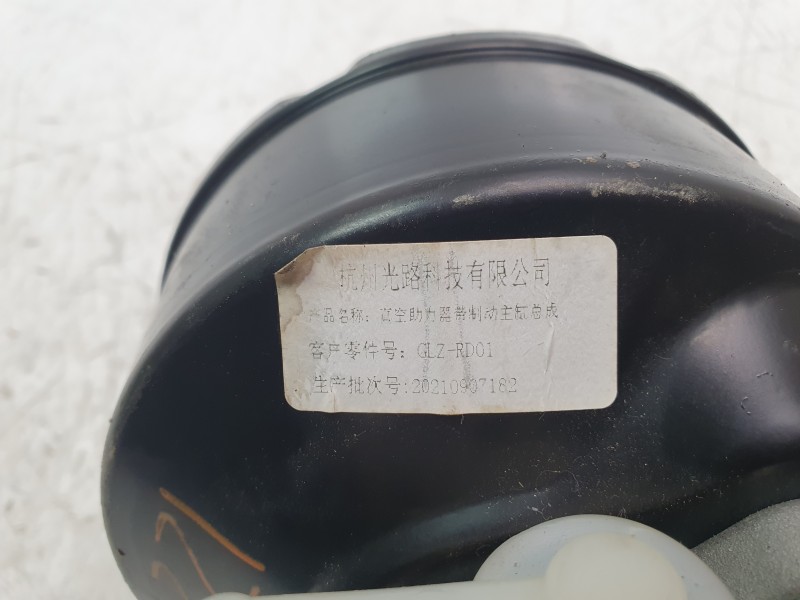 杭州光路科技有限公司
产品名称：真空助力器带制动主缸总成
客户零件号：GLZ-RD01
生产批次号:20210907182